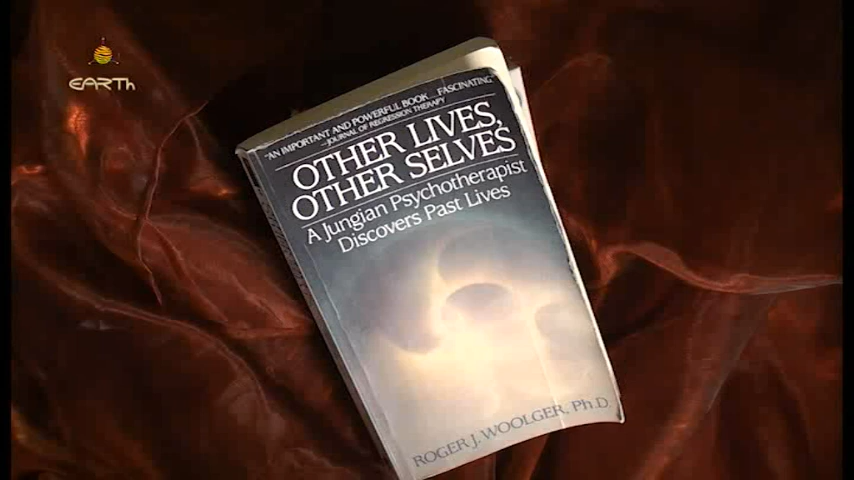 EARTh
"AN IMPORTANT AND POWERFUL BOOK... FASCINATING"
—JOURNAL OF REGRESSION THERAPY
OTHER LIVES,
OTHER SELVES
A Jungian Psychotherapist
Discovers Past Lives
ROGER J. WOOLGER, Ph.D.